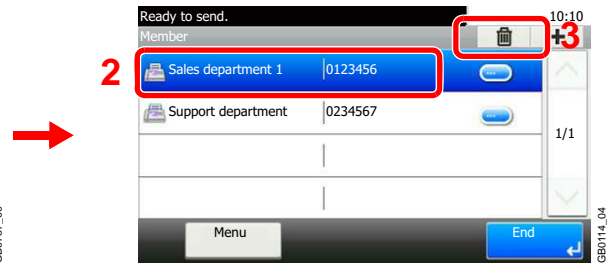 Ready to send.
10:10
Member
3
2
Sales department 1
0123456
Support department
0234567
1/1
Menu
End
GB0114_04